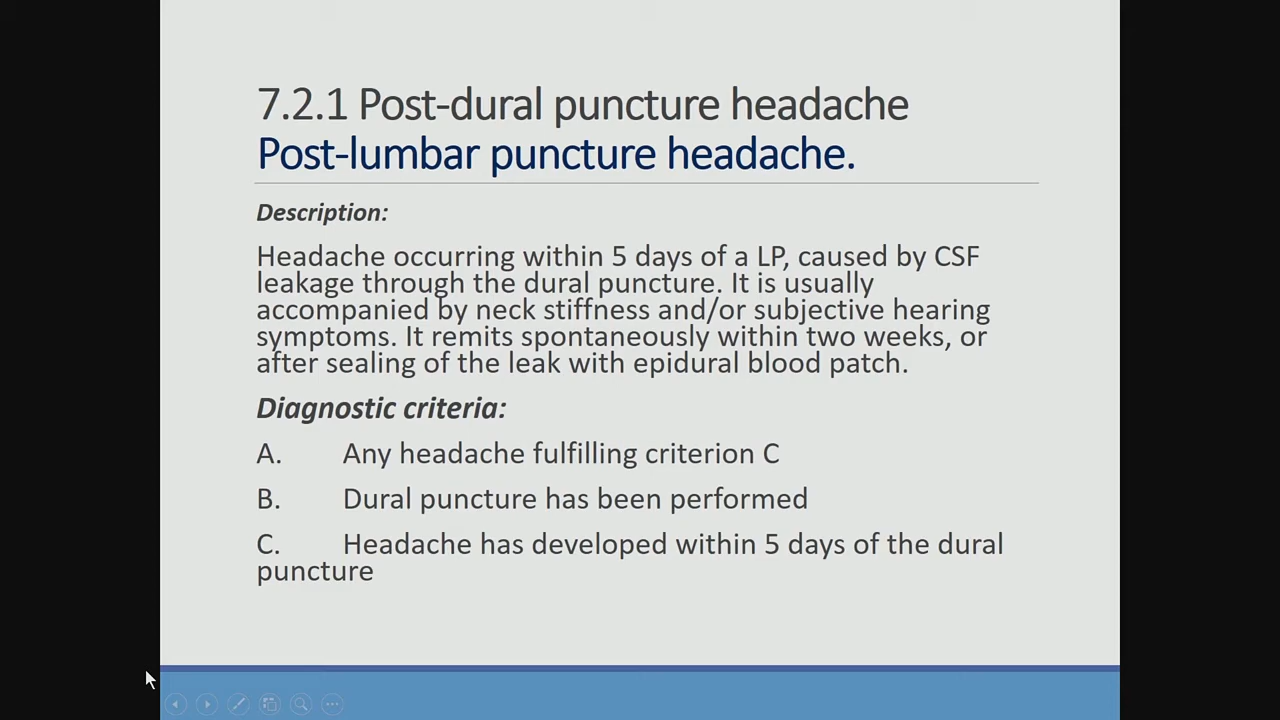 7.2.1 Post-dural puncture headache
Post-lumbar puncture headache.
Description:
Headache occurring within 5 days of a LP, caused by CSF
leakage through the dural puncture. It is usually
accompanied by neck stiffness and/or subjective hearing
symptoms. It remits spontaneously within two weeks, or
after sealing of the leak with epidural blood patch.
Diagnostic criteria:
A. Any headache fulfilling criterion C
B. Dural puncture has been performed
C. Headache has developed within 5 days of the dural
puncture